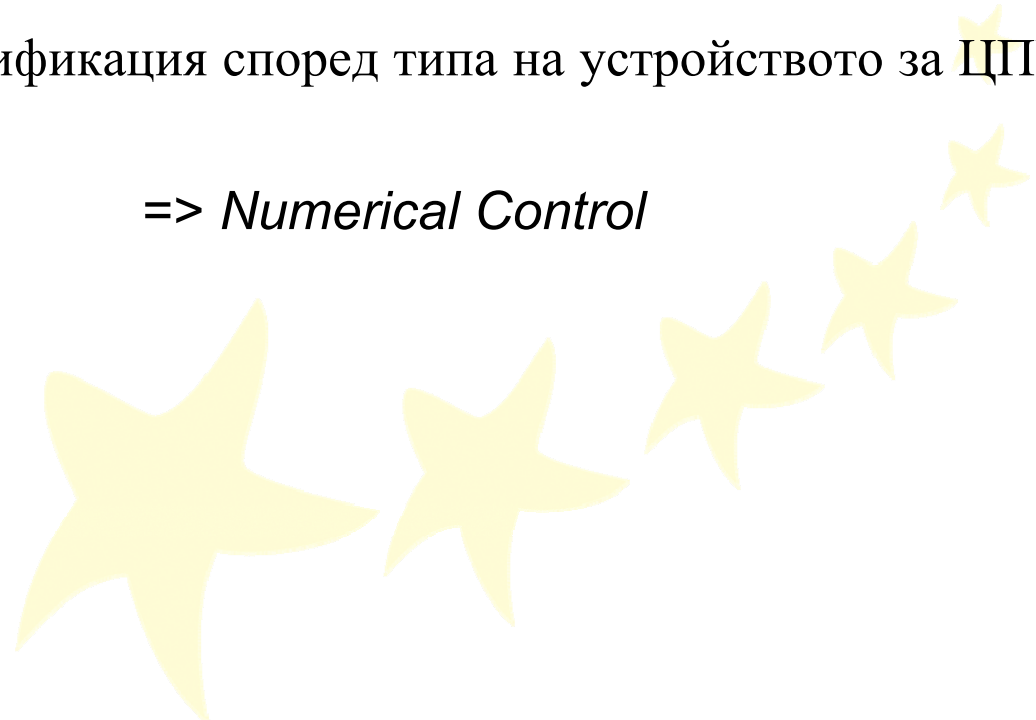 ификация според типа на устройството за ЦП
=> Numerical Control